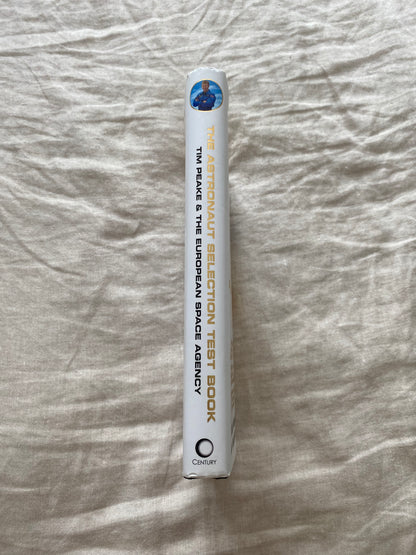 THE ASTRONAUT SELECTION TEST BOOK
TIM PEAKE & THE EUROPEAN SPACE AGENCY
CENTURY